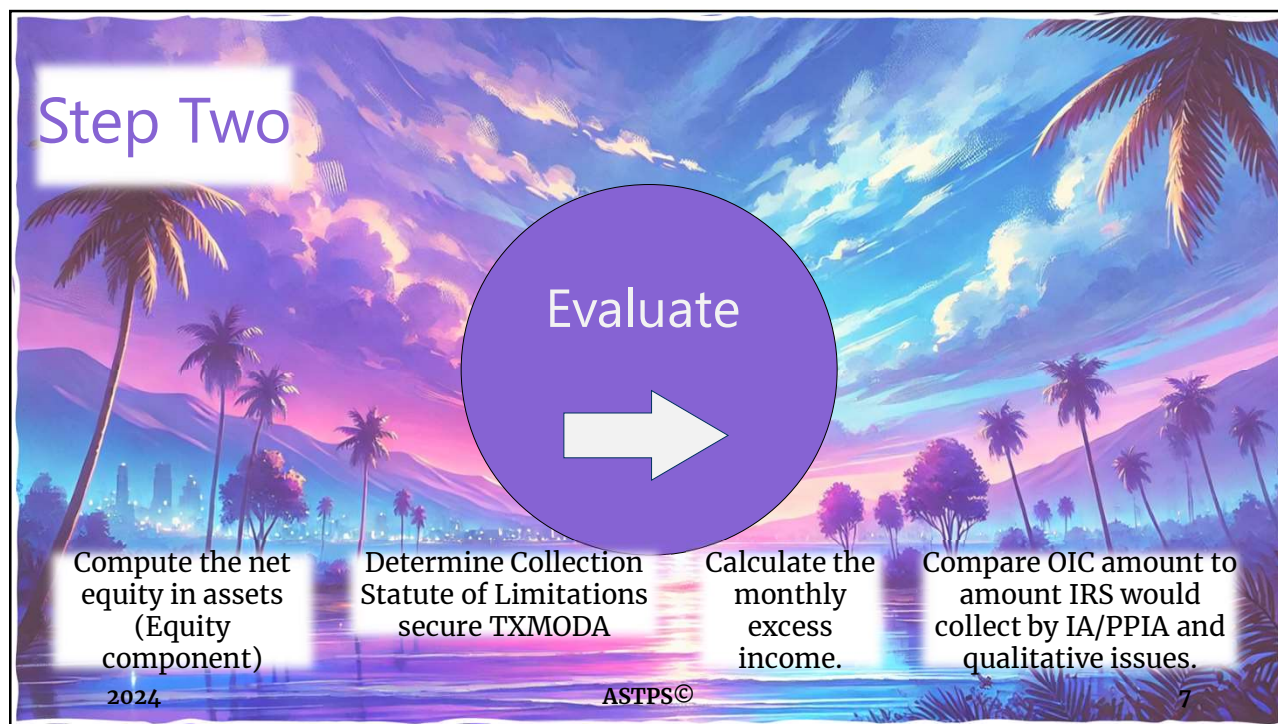 Step Two
Evaluate
Compute the net
equity in assets
(Equity
component)
Determine Collection
Statute of Limitations
secure TXMODA
Calculate the
monthly
excess
income.
Compare OIC amount to
amount IRS would
collect by IA/PPIA and
qualitative issues.
2024
ASTPS©
7